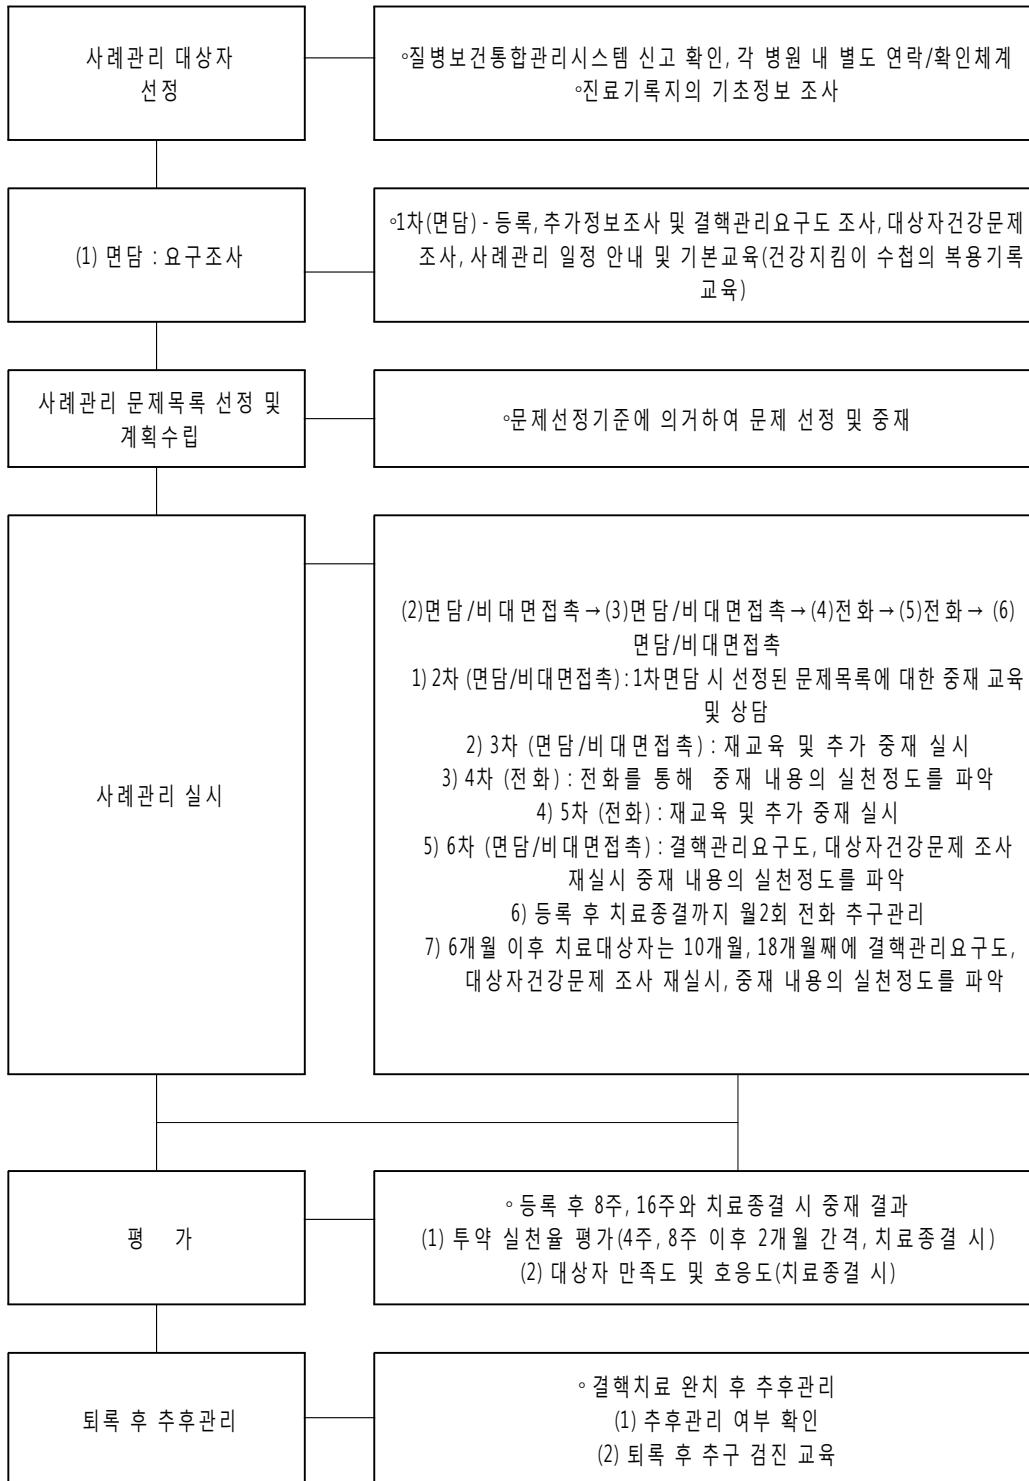 사례관리 대상자
선정
◦질병보건통합관리시스템 신고 확인, 각 병원 내 별도 연락/확인체계
◦진료기록지의 기초정보 조사
(1) 면담 : 요구조사
◦1차(면담) - 등록, 추가정보조사 및 결핵관리요구도 조사, 대상자건강문제
조사, 사례관리 일정 안내 및 기본교육(건강지킴이 수첩의 복용기록
교육)
사례관리 문제목록 선정 및
계획수립
◦문제선정기준에 의거하여 문제 선정 및 중재
사례관리 실시
(2)면담/비대면접촉→(3)면담/비대면접촉→(4)전화→(5)전화→ (6)
면담/비대면접촉
1) 2차 (면담/비대면접촉) : 1차면담 시 선정된 문제목록에 대한 중재 교육
및 상담
2) 3차 (면담/비대면접촉) : 재교육 및 추가 중재 실시
3) 4차 (전화) : 전화를 통해 중재 내용의 실천정도를 파악
4) 5차 (전화) : 재교육 및 추가 중재 실시
5) 6차 (면담/비대면접촉) : 결핵관리요구도, 대상자건강문제 조사
재실시 중재 내용의 실천정도를 파악
6) 등록 후 치료종결까지 월2회 전화 추구관리
7) 6개월 이후 치료대상자는 10개월, 18개월째에 결핵관리요구도,
대상자건강문제 조사 재실시, 중재 내용의 실천정도를 파악
평 가
◦ 등록 후 8주, 16주와 치료종결 시 중재 결과
(1) 투약 실천율 평가(4주, 8주 이후 2개월 간격, 치료종결 시)
(2) 대상자 만족도 및 호응도(치료종결 시)
퇴록 후 추후관리
◦ 결핵치료 완치 후 추후관리
(1) 추후관리 여부 확인
(2) 퇴록 후 추구 검진 교육